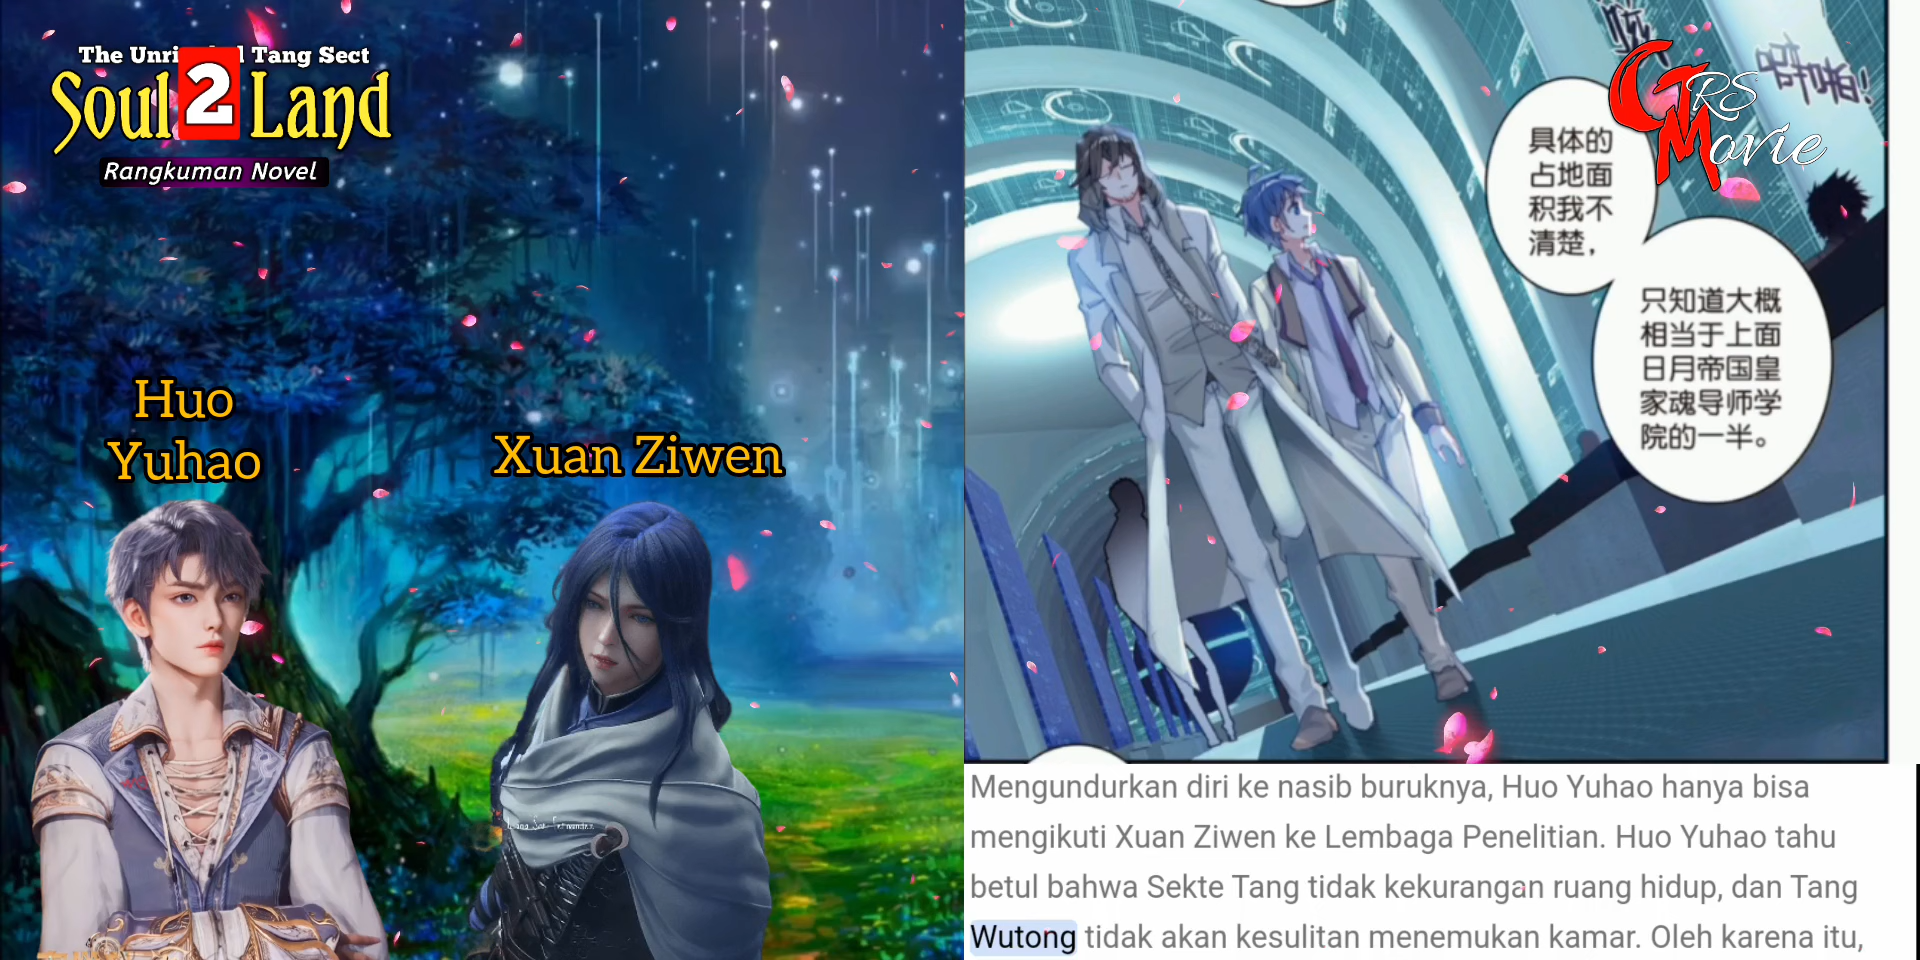 The Unri l Tang Sect
Soul 2 Land
Rangkuman Novel
Huo
Yuhao
Xuan Ziwen
GTRS
Movie
具体的
占地面
积我不
清楚，
只知道大概
相当于上面
日月帝国皇
家魂导师学
院的一半。
Mengundurkan diri ke nasib buruknya, Huo Yuhao hanya bisa
mengikuti Xuan Ziwen ke Lembaga Penelitian. Huo Yuhao tahu
betul bahwa Sekte Tang tidak kekurangan ruang hidup, dan Tang
Wutong tidak akan kesulitan menemukan kamar. Oleh karena itu,